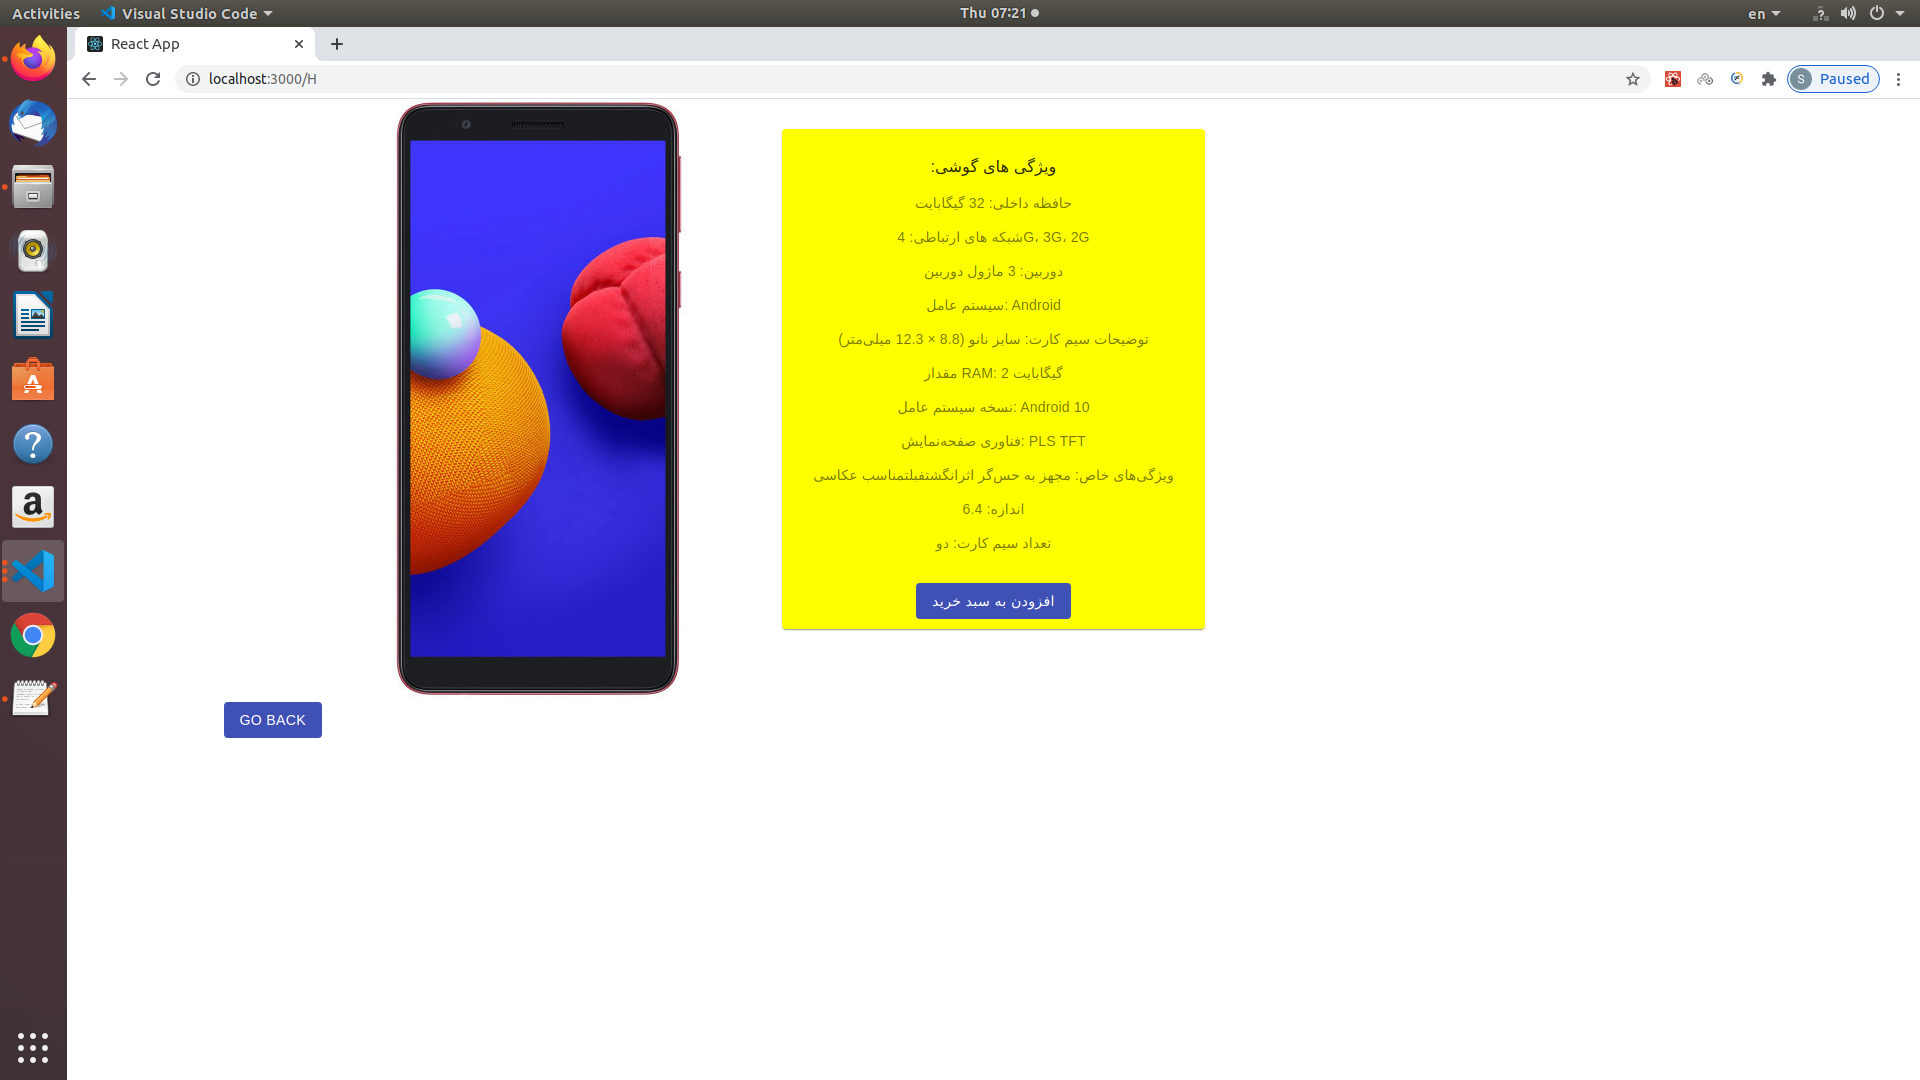 Activities
Visual Studio Code
Thu 07:21
en
React App
localhost:3000/H
S
Paused
ویژگی های گوشی:
حافظه داخلی: 32 گیگابایت
شبکه های ارتباطی: 4G، 3G، 2G
دوربین: 3 ماژول دوربین
سیستم عامل: Android
توضیحات سیم کارت: سایز نانو (8.8 × 12.3 میلی‌متر)
مقدار RAM: 2 گیگابایت
نسخه سیستم عامل: Android 10
فناوری صفحه‌نمایش: PLS TFT
ویژگی‌های خاص: مجهز به حس‌گر اثرانگشتفبلتمناسب عکاسی
اندازه: 6.4
تعداد سیم کارت: دو
افزودن به سبد خرید
GO BACK